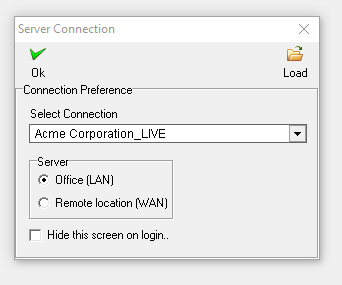 Server Connection
Ok
Load
Connection Preference
Select Connection
Acme Corporation_LIVE
Server
Office (LAN)
Remote location (WAN)
Hide this screen on login..